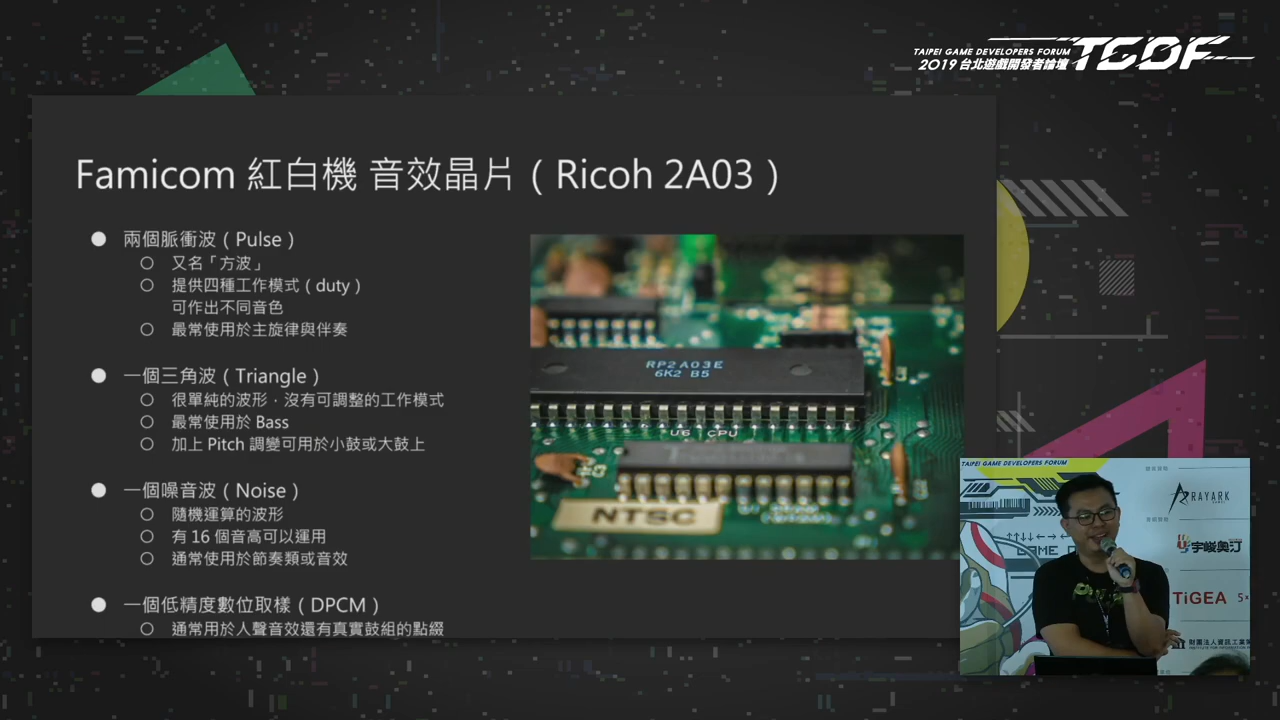 TAIPEI GAME DEVELOPERS FORUM
2019 台北遊戲開發者論壇
TGDF
Famicom 紅白機 音效晶片（Ricoh 2A03）
● 兩個脈衝波（Pulse）
○ 又名「方波」
○ 提供四種工作模式（duty）
可作出不同音色
○ 最常使用於主旋律與伴奏
● 一個三角波（Triangle）
○ 很單純的波形，沒有可調整的工作模式
○ 最常使用於 Bass
○ 加上 Pitch 調變可用於小鼓或大鼓上
● 一個噪音波（Noise）
○ 隨機運算的波形
○ 有 16 個音高可以運用
○ 通常使用於節奏類或音效
● 一個低精度數位取樣（DPCM）
○ 通常用於人聲音效還有真實鼓組的點綴
RP2A03E
6K2 B5
U6 CPU
NTSC
TAIPEI GAME DEVELOPERS FORUM
RAYARK
宇峻奧汀
TiGEA
財團法人資訊工業策